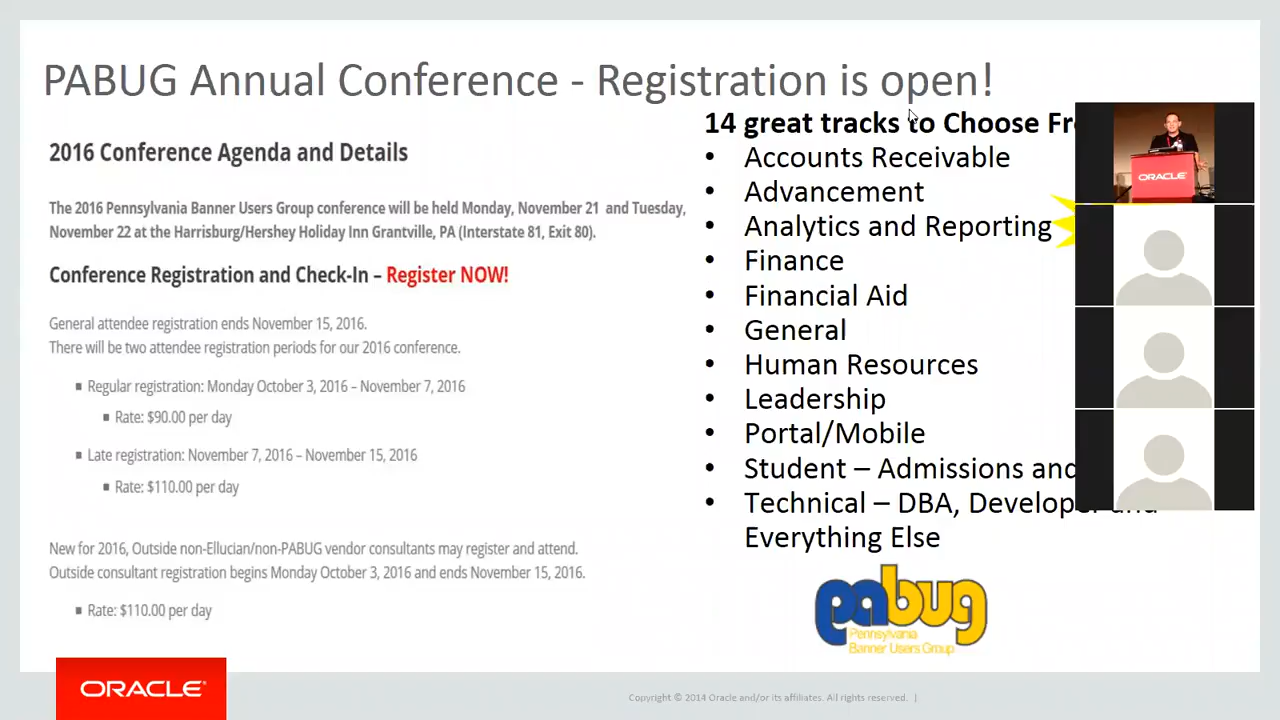 PABUG Annual Conference - Registration is open!
2016 Conference Agenda and Details
The 2016 Pennsylvania Banner Users Group conference will be held Monday, November 21 and Tuesday,
November 22 at the Harrisburg/Hershey Holiday Inn Grantville, PA (Interstate 81, Exit 80).
Conference Registration and Check-In – Register NOW!
General attendee registration ends November 15, 2016.
There will be two attendee registration periods for our 2016 conference.
▪ Regular registration: Monday October 3, 2016 – November 7, 2016
▪ Rate: $90.00 per day
▪ Late registration: November 7, 2016 – November 15, 2016
▪ Rate: $110.00 per day
New for 2016, Outside non-Ellucian/non-PABUG vendor consultants may register and attend.
Outside consultant registration begins Monday October 3, 2016 and ends November 15, 2016.
▪ Rate: $110.00 per day
14 great tracks to Choose
• Accounts Receivable
• Advancement
• Analytics and Reporting
• Finance
• Financial Aid
• General
• Human Resources
• Leadership
• Portal/Mobile
• Student – Admissions and
• Technical – DBA, Developer and
Everything Else
pabug
Pennsylvania
Banner Users Group
ORACLE
ORACLE
Copyright © 2014 Oracle and/or its affiliates. All rights reserved. |